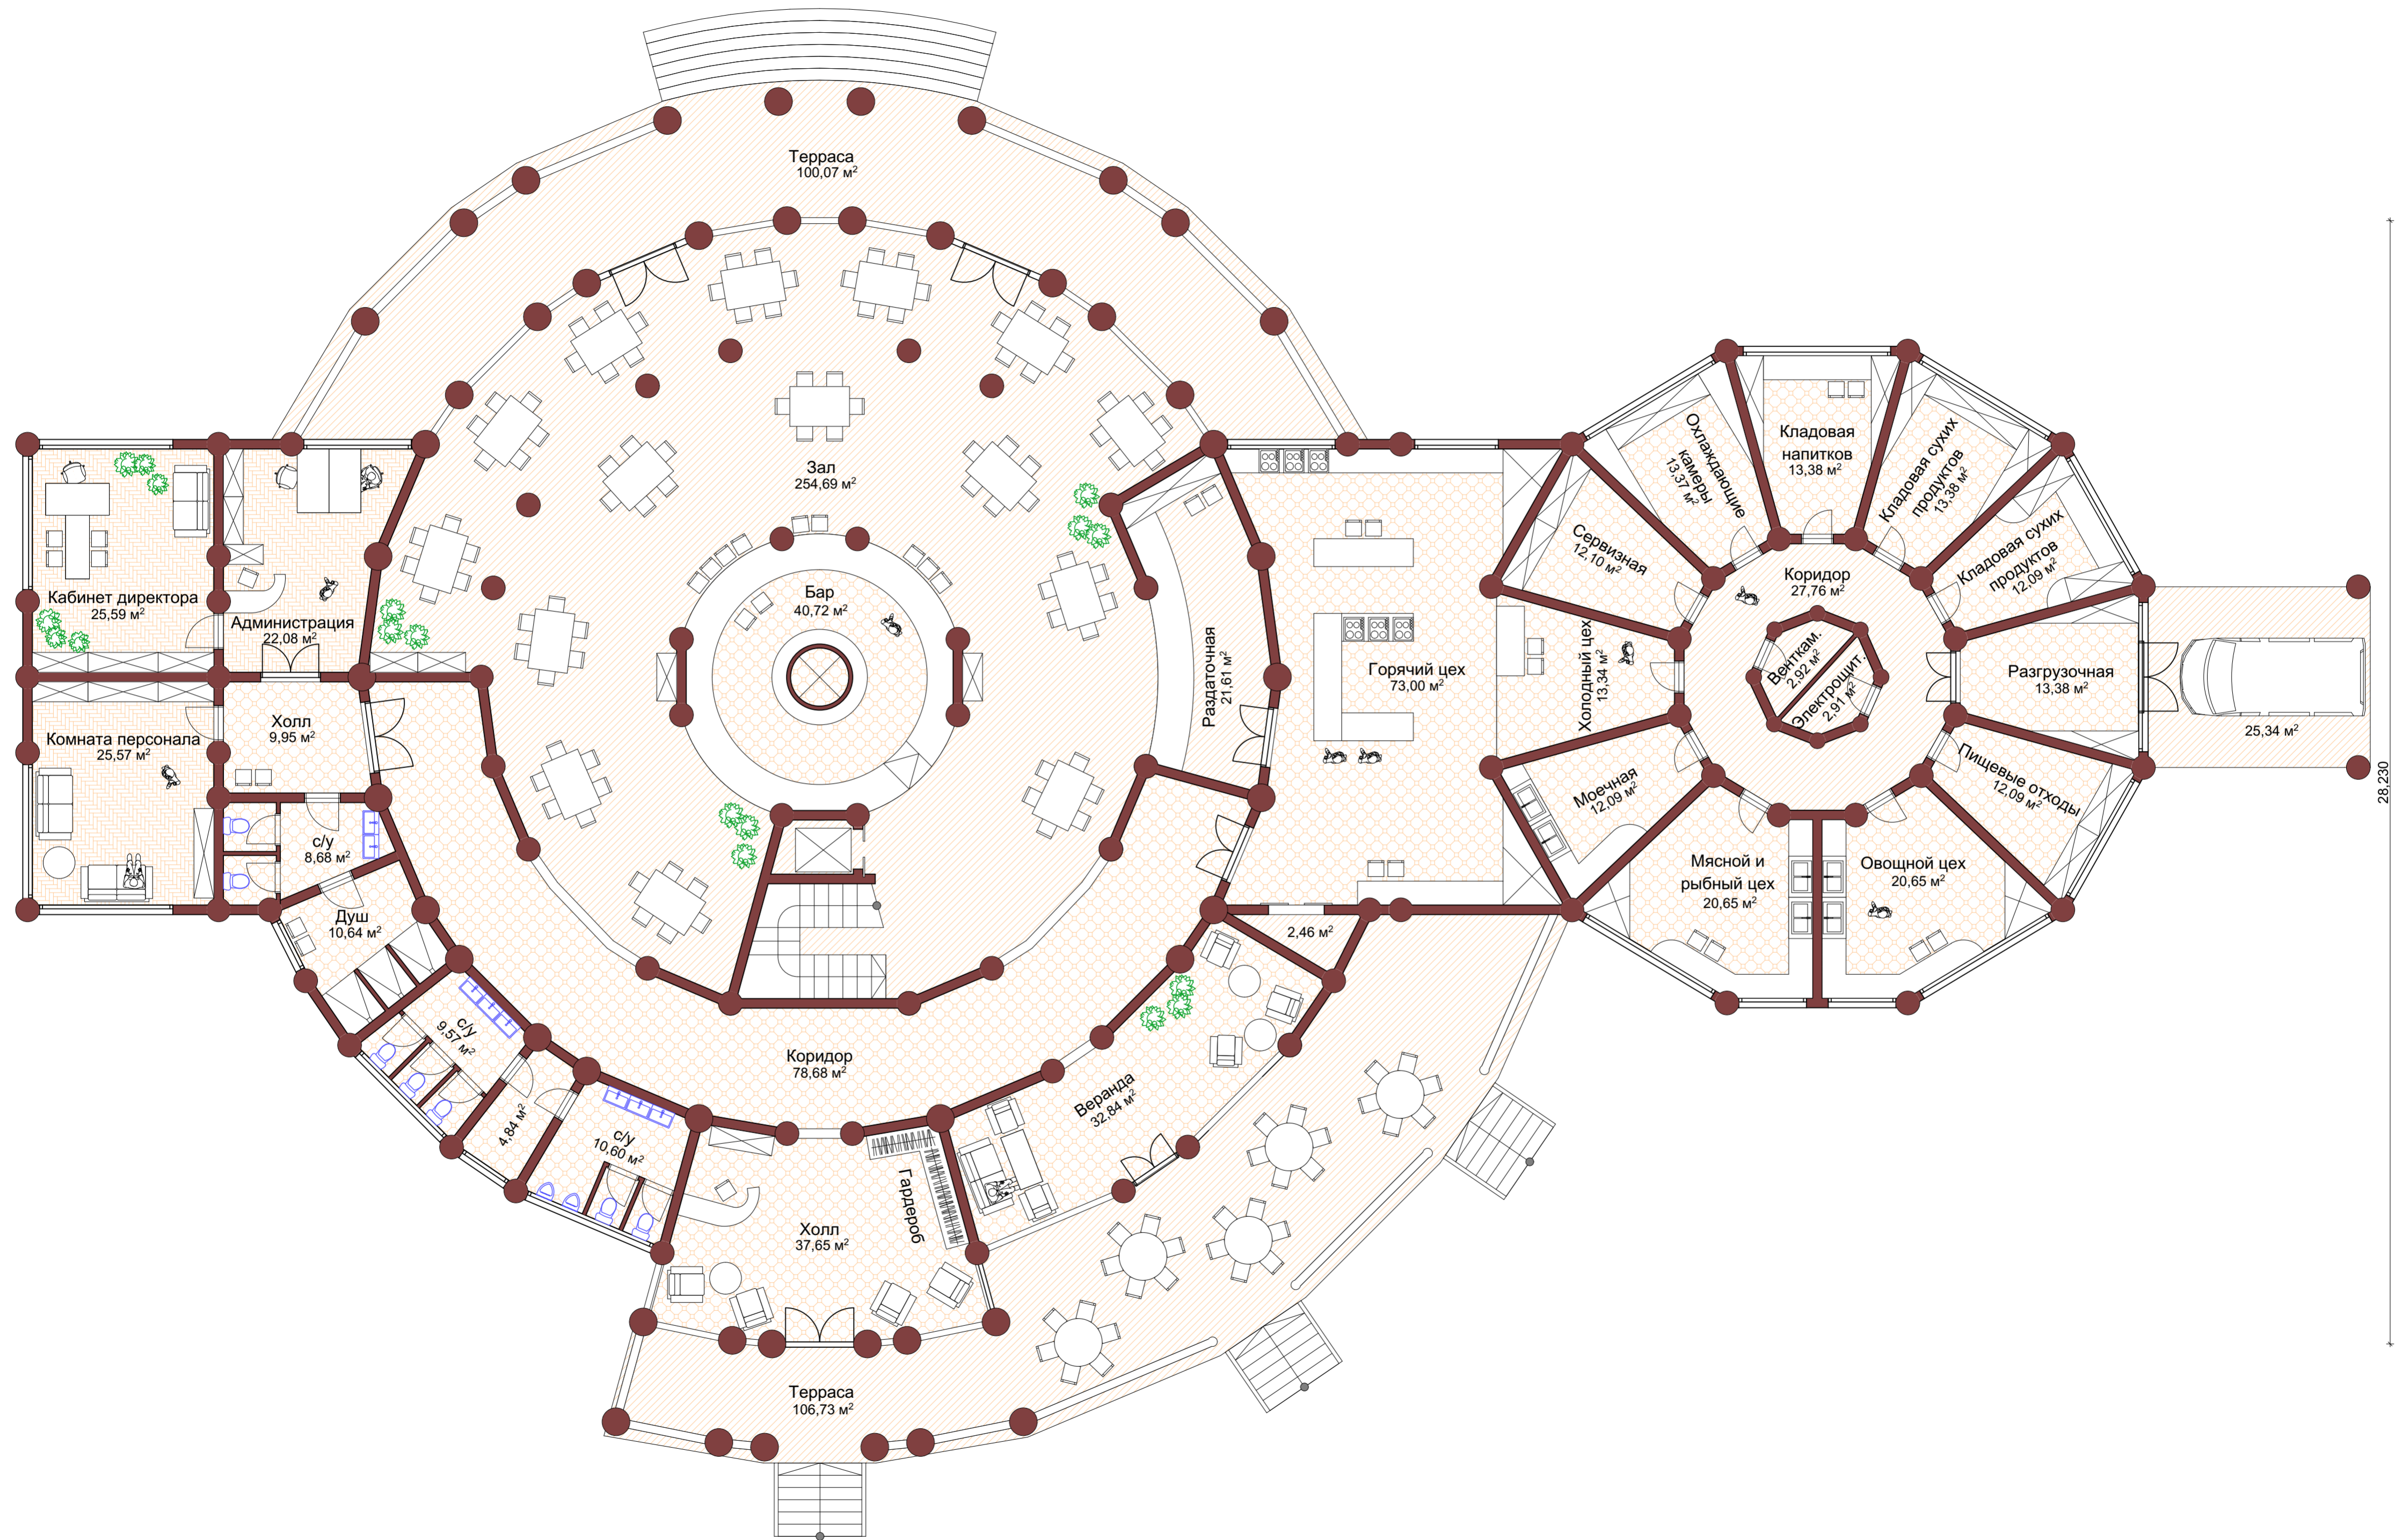 Терраса
100,07 м²
Зал
254,69 м²
Бар
40,72 м²
Кабинет директора
25,59 м²
Администрация
22,08 м²
Комната персонала
25,57 м²
Холл
9,95 м²
с/у
8,68 м²
Душ
10,64 м²
с/у
9,57 м²
4,84 м²
с/у
10,60 м²
Коридор
78,68 м²
Холл
37,65 м²
Гардероб
Веранда
32,84 м²
Терраса
106,73 м²
2,46 м²
Раздаточная
21,61 м²
Горячий цех
73,00 м²
Холодный цех
13,34 м²
Сервизная
12,10 м²
Охлаждающие
камеры
13,37 м²
Кладовая
напитков
13,38 м²
Кладовая сухих
продуктов
13,38 м²
Кладовая сухих
продуктов
12,09 м²
Коридор
27,76 м²
Венткам.
2,92 м²
Электрощит.
2,91 м²
Разгрузочная
13,38 м²
25,34 м²
Пищевые отходы
12,09 м²
Моечная
12,09 м²
Мясной и
рыбный цех
20,65 м²
Овощной цех
20,65 м²
28,230